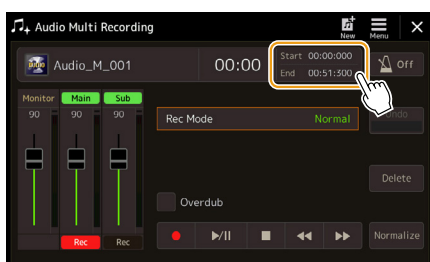 Audio Multi Recording
New
Menu
Audio_M_001
00:00
Start 00:00:000
End 00:51:300
Off
Monitor Main Sub
90 90 90
Rec Mode Normal
Undo
Overdub
Delete
Rec Rec
Normalize